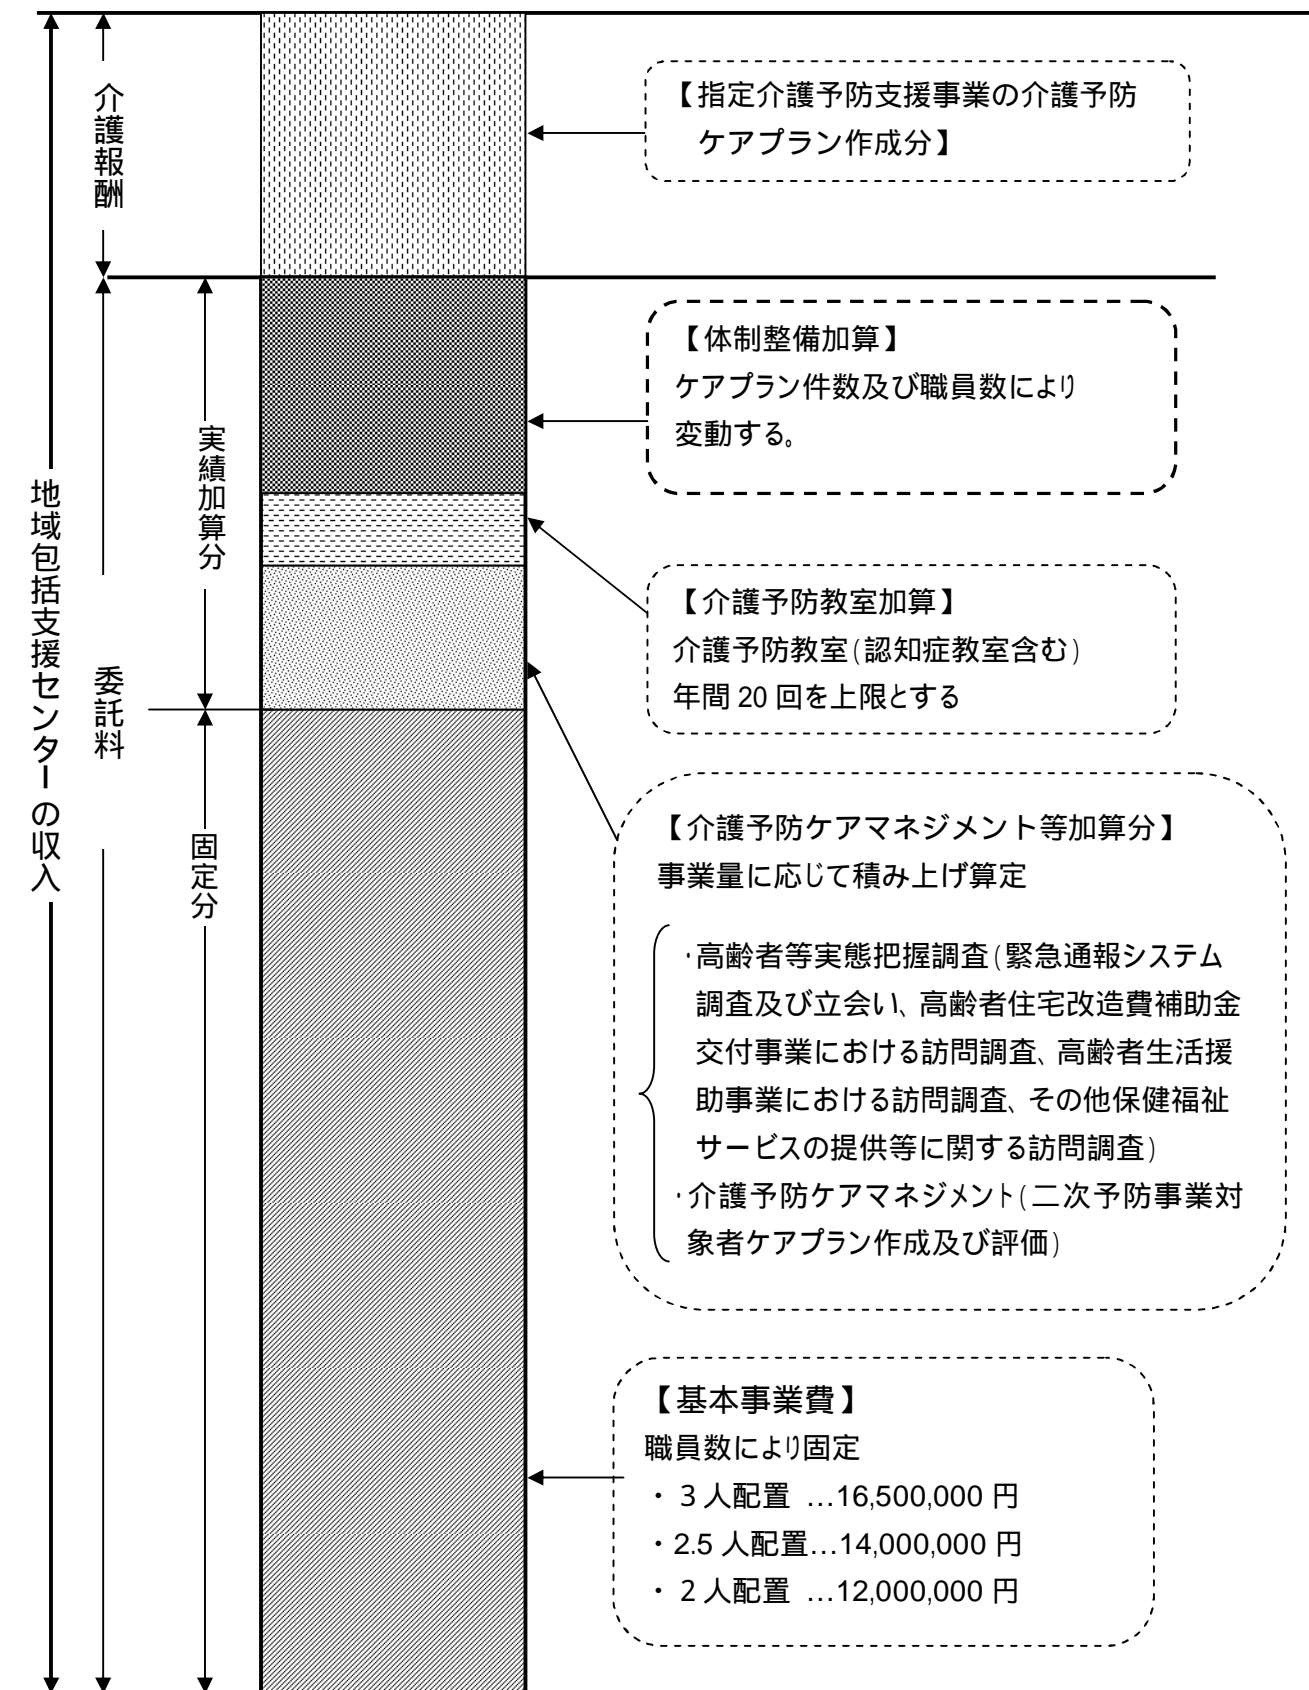 地域包括支援センターの収入
介護報酬
委託料
実績加算分
固定分
【指定介護予防支援事業の介護予防
ケアプラン作成分】
【体制整備加算】
ケアプラン件数及び職員数により
変動する。
【介護予防教室加算】
介護予防教室(認知症教室含む)
年間 20 回を上限とする
【介護予防ケアマネジメント等加算分】
事業量に応じて積み上げ算定
・高齢者等実態把握調査(緊急通報システム
調査及び立会い、高齢者住宅改造費補助金
交付事業における訪問調査、高齢者生活援
助事業における訪問調査、その他保健福祉
サービスの提供等に関する訪問調査)
・介護予防ケアマネジメント(二次予防事業対
象者ケアプラン作成及び評価)
【基本事業費】
職員数により固定
・ 3 人配置 …16,500,000 円
・2.5 人配置…14,000,000 円
・ 2 人配置 …12,000,000 円